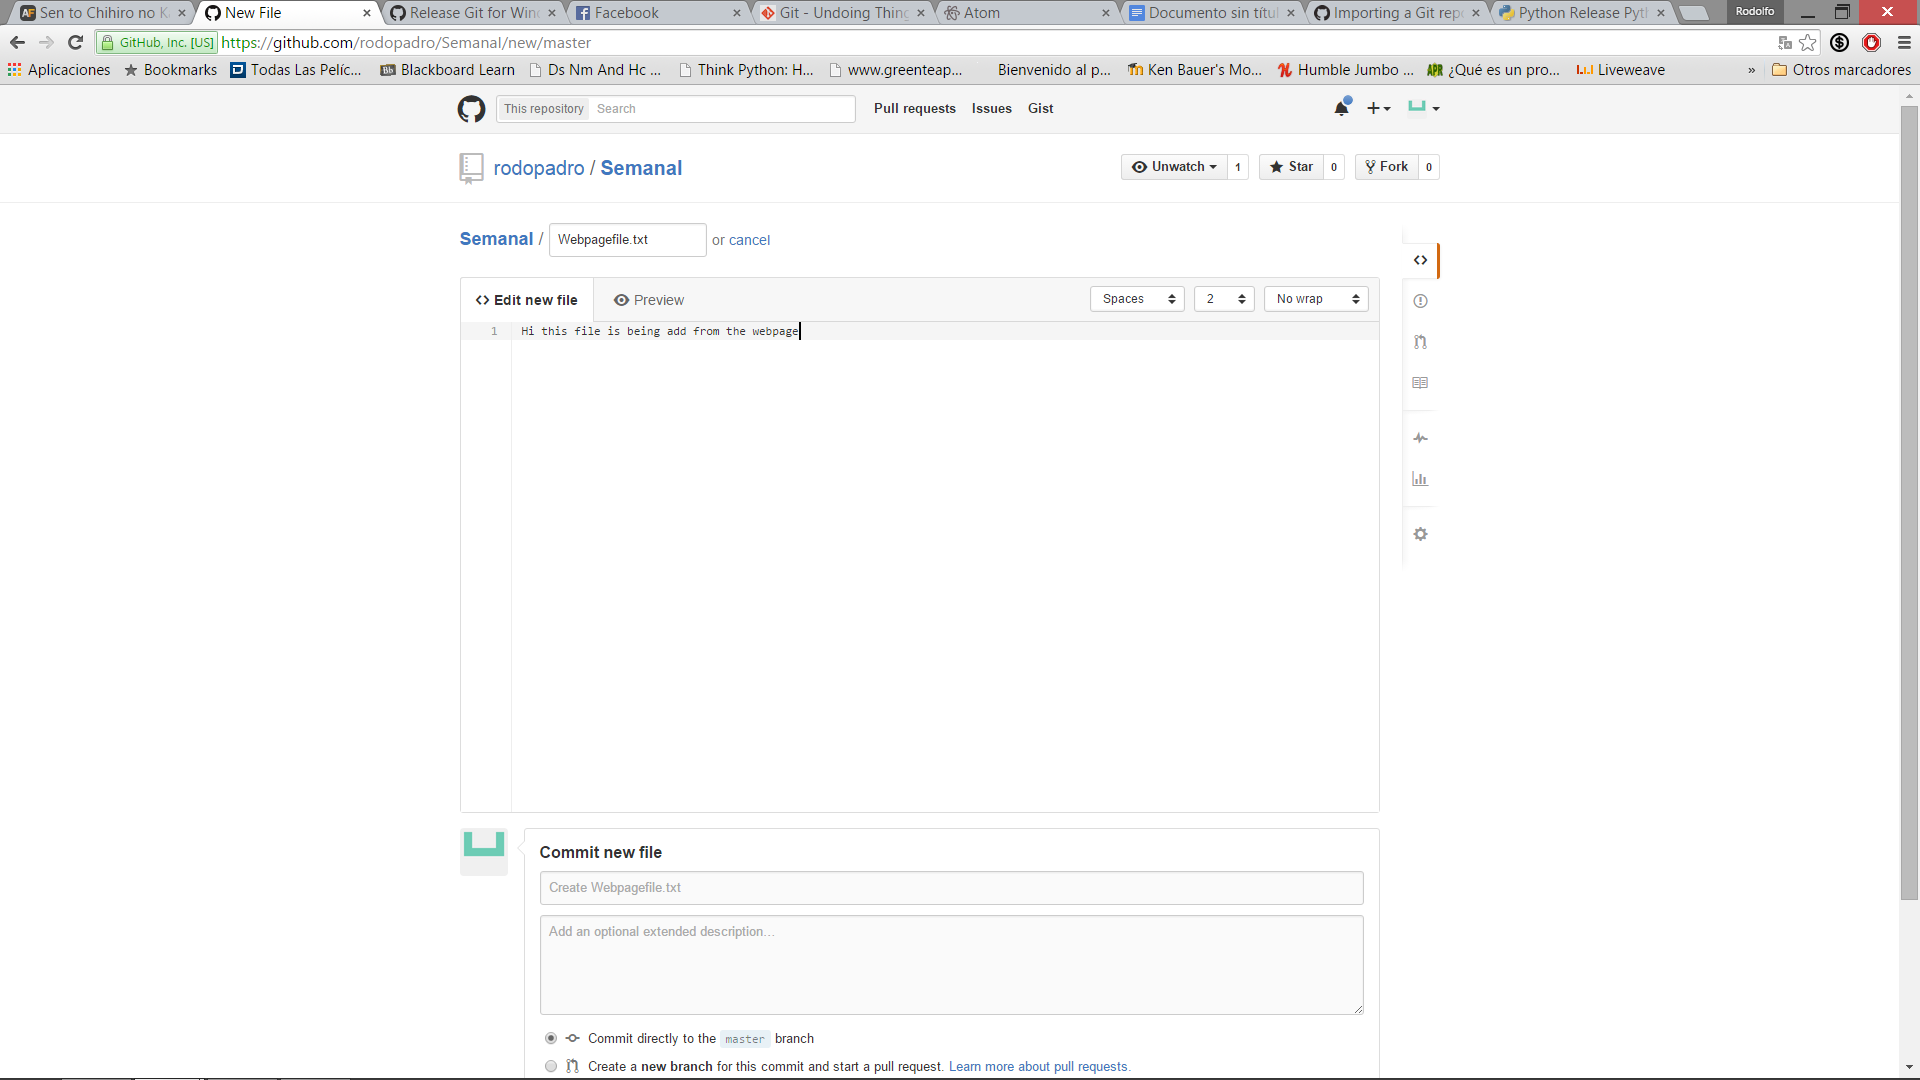 Sen to Chihiro no Ka
New File
Release Git for Wind
Facebook
Git - Undoing Thing
Atom
Documento sin títul
Importing a Git repo
Python Release Pyth
Rodolfo
GitHub, Inc. [US] https://github.com/rodopadro/Semanal/new/master
Aplicaciones Bookmarks Todas Las Pelíc... Blackboard Learn Ds Nm And Hc ... Think Python: H... www.greenteap... Bienvenido al p... Ken Bauer's Mo... Humble Jumbo ... ¿Qué es un pro... Liveweave » Otros marcadores
This repository Search Pull requests Issues Gist
rodopadro / Semanal Unwatch 1 Star 0 Fork 0
Semanal / Webpagefile.txt or cancel
<> Edit new file Preview Spaces 2 No wrap
1 Hi this file is being add from the webpage
Commit new file
Create Webpagefile.txt
Add an optional extended description...
Commit directly to the master branch
Create a new branch for this commit and start a pull request. Learn more about pull requests.